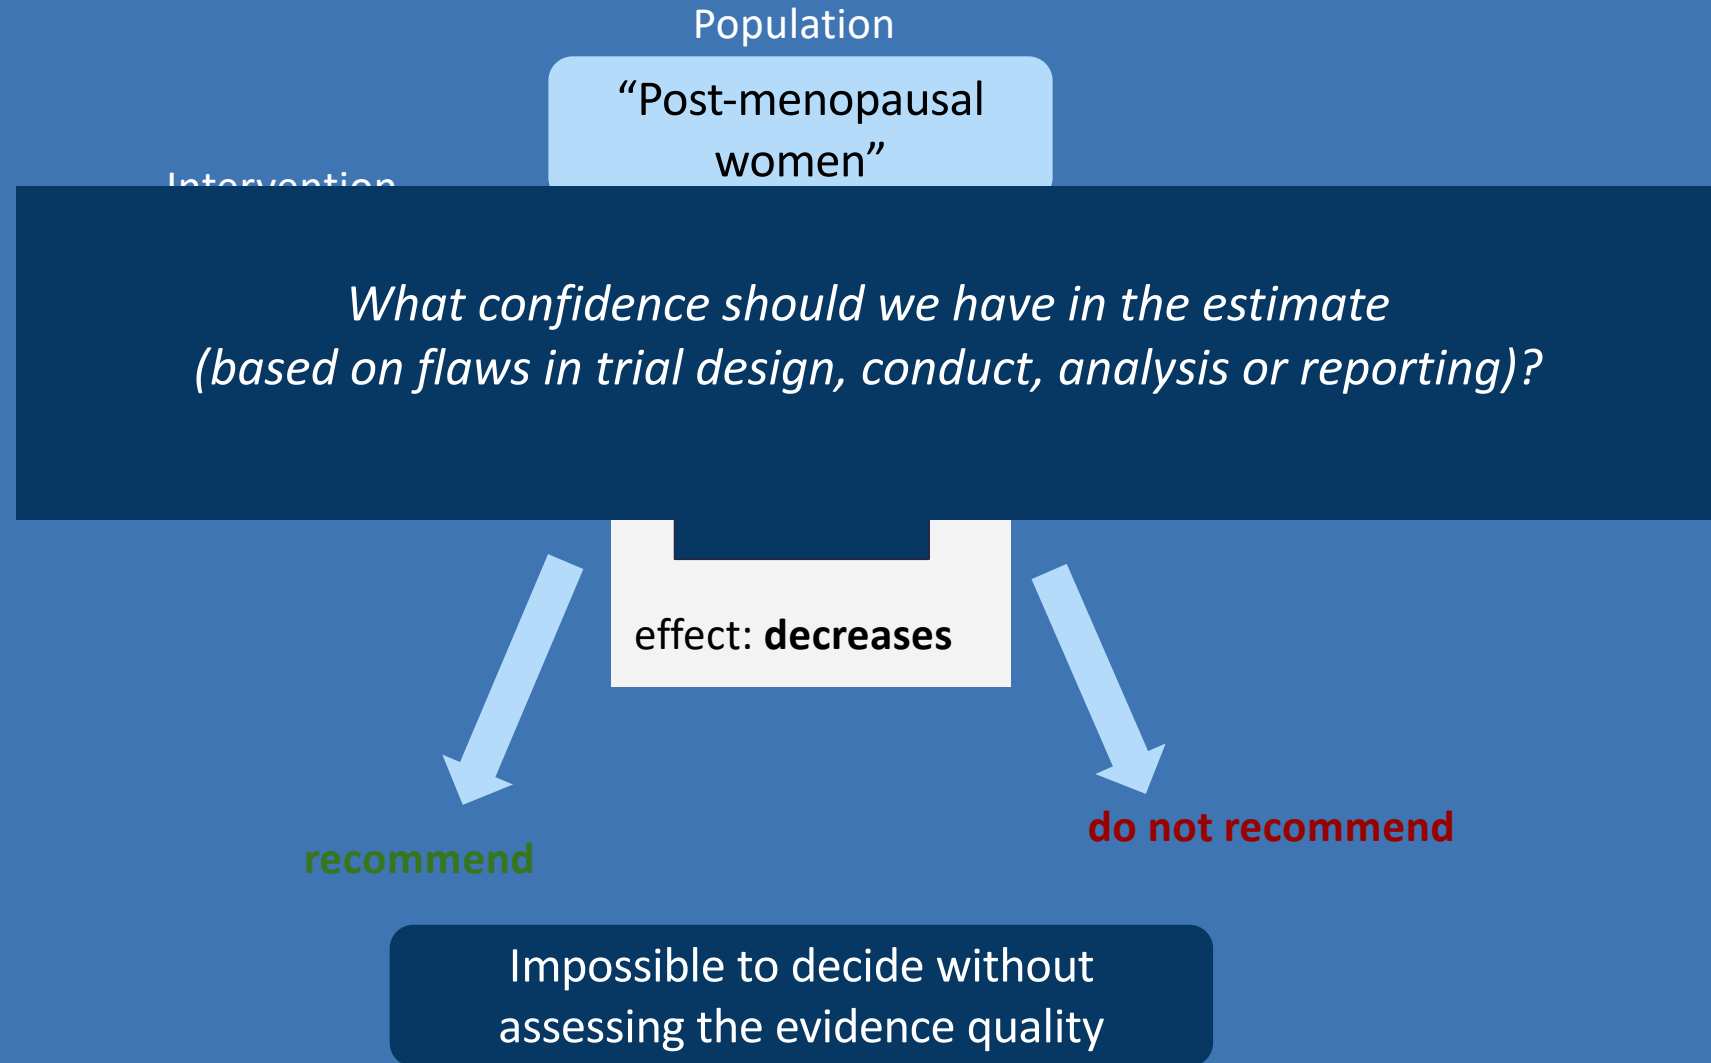 Population
“Post-menopausal
women”
Intervention
What confidence should we have in the estimate
(based on flaws in trial design, conduct, analysis or reporting)?
effect: decreases
do not recommend
recommend
Impossible to decide without
assessing the evidence quality